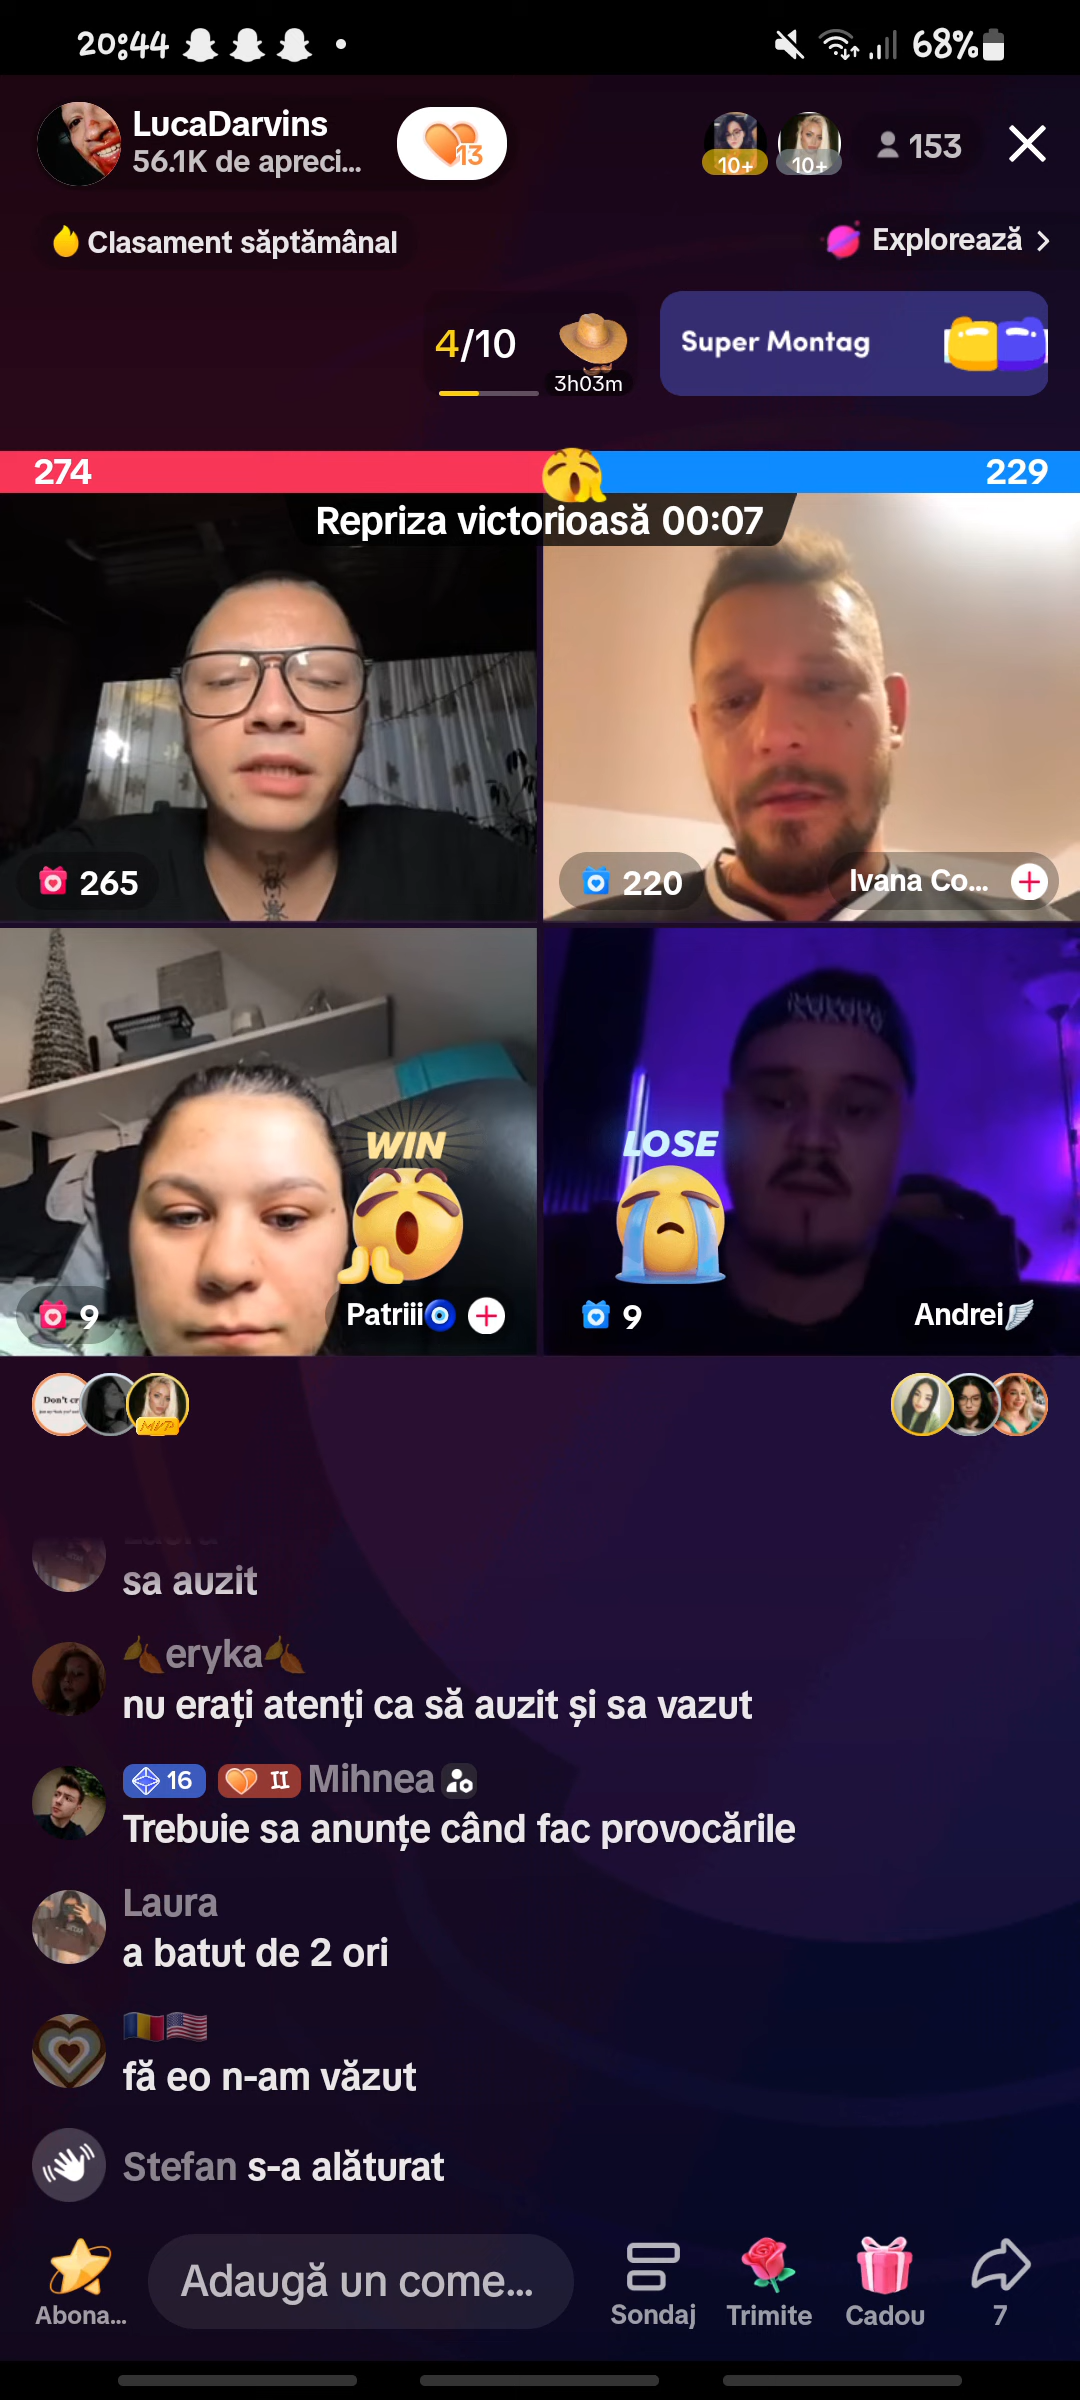 20:44
68%
LucaDarvins
56.1K de apreci...
13
10+
10+
153
Clasament săptămânal
Explorează
4/10
3h03m
Super Montag
274
229
Repriza victorioasă 00:07
265
220
Ivana Co...
WIN
LOSE
9
Patriii🧿
9
Andrei🪽
Don't cr
sa auzit
🍂eryka🍂
nu erați atenți ca să auzit și sa vazut
16 II Mihnea
Trebuie sa anunțe când fac provocările
Laura
a batut de 2 ori
🇷🇴🇺🇸
fă eo n-am văzut
Stefan s-a alăturat
Abona...
Adaugă un come...
Sondaj
Trimite
Cadou
7